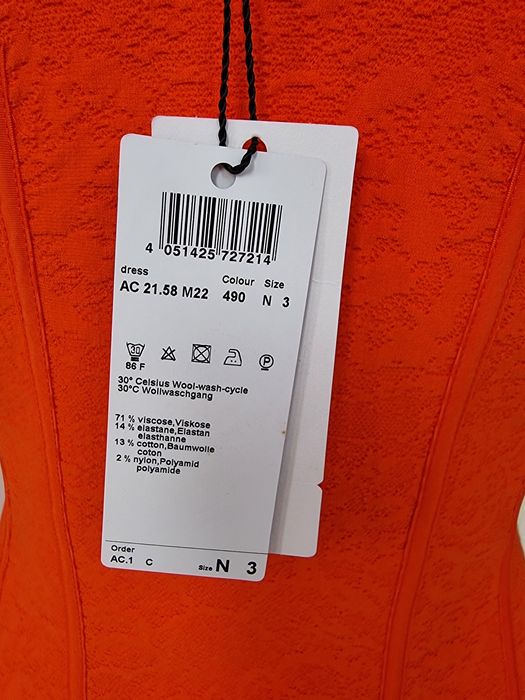 4 051425 727214
dress Colour Size
AC 21.58 M22 490 N 3
30
86 F
P
30° Celsius Wool-wash-cycle
30°C Wollwaschgang
71 % viscose,Viskose
14 % elastane,Elastan
elasthanne
13 % cotton,Baumwolle
coton
2 % nylon,Polyamid
polyamide
Order
AC.1 C Size N 3